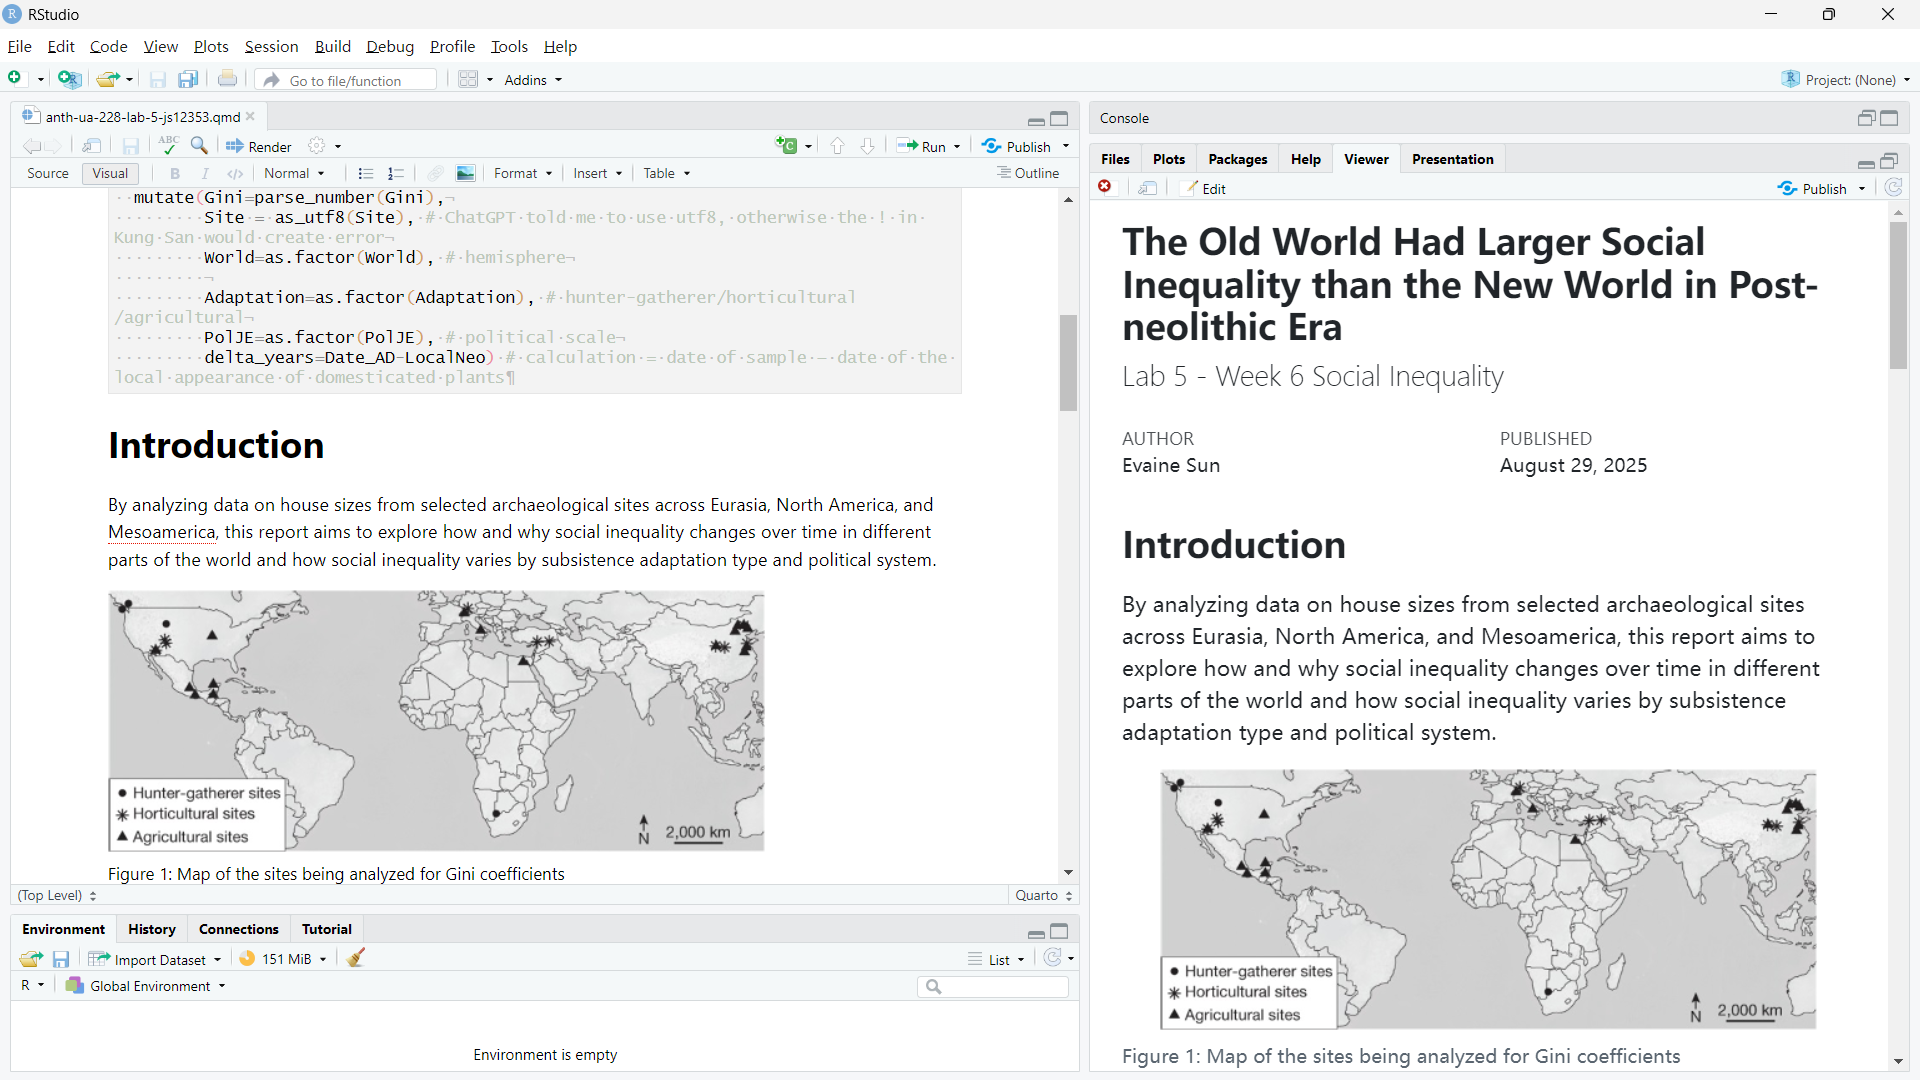 RStudio
File Edit Code View Plots Session Build Debug Profile Tools Help
Go to file/function Addins Project: (None)
anth-ua-228-lab-5-js12353.qmd
ABC Render Run Publish
Source Visual B I </> Normal Format Insert Table Outline
mutate(Gini=parse_number(Gini),¬
Site = as_utf8(Site), # ChatGPT told me to use utf8, otherwise the ! in
Kung San would create error¬
World=as.factor(World), # hemisphere¬
¬
Adaptation=as.factor(Adaptation), # hunter-gatherer/horticultural
/agricultural¬
PolJE=as.factor(PolJE), # political scale¬
delta_years=Date_AD-LocalNeo) # calculation = date of sample – date of the
local appearance of domesticated plants¶
Introduction
By analyzing data on house sizes from selected archaeological sites across Eurasia, North America, and
Mesoamerica, this report aims to explore how and why social inequality changes over time in different
parts of the world and how social inequality varies by subsistence adaptation type and political system.
Hunter-gatherer sites
Horticultural sites
Agricultural sites
N 2,000 km
Figure 1: Map of the sites being analyzed for Gini coefficients
(Top Level) Quarto
Environment History Connections Tutorial
Import Dataset 151 MiB List
R Global Environment
Environment is empty
Console
Files Plots Packages Help Viewer Presentation
Edit Publish
The Old World Had Larger Social
Inequality than the New World in Post-
neolithic Era
Lab 5 - Week 6 Social Inequality
AUTHOR PUBLISHED
Evaine Sun August 29, 2025
Introduction
By analyzing data on house sizes from selected archaeological sites
across Eurasia, North America, and Mesoamerica, this report aims to
explore how and why social inequality changes over time in different
parts of the world and how social inequality varies by subsistence
adaptation type and political system.
Hunter-gatherer sites
Horticultural sites
Agricultural sites
N 2,000 km
Figure 1: Map of the sites being analyzed for Gini coefficients